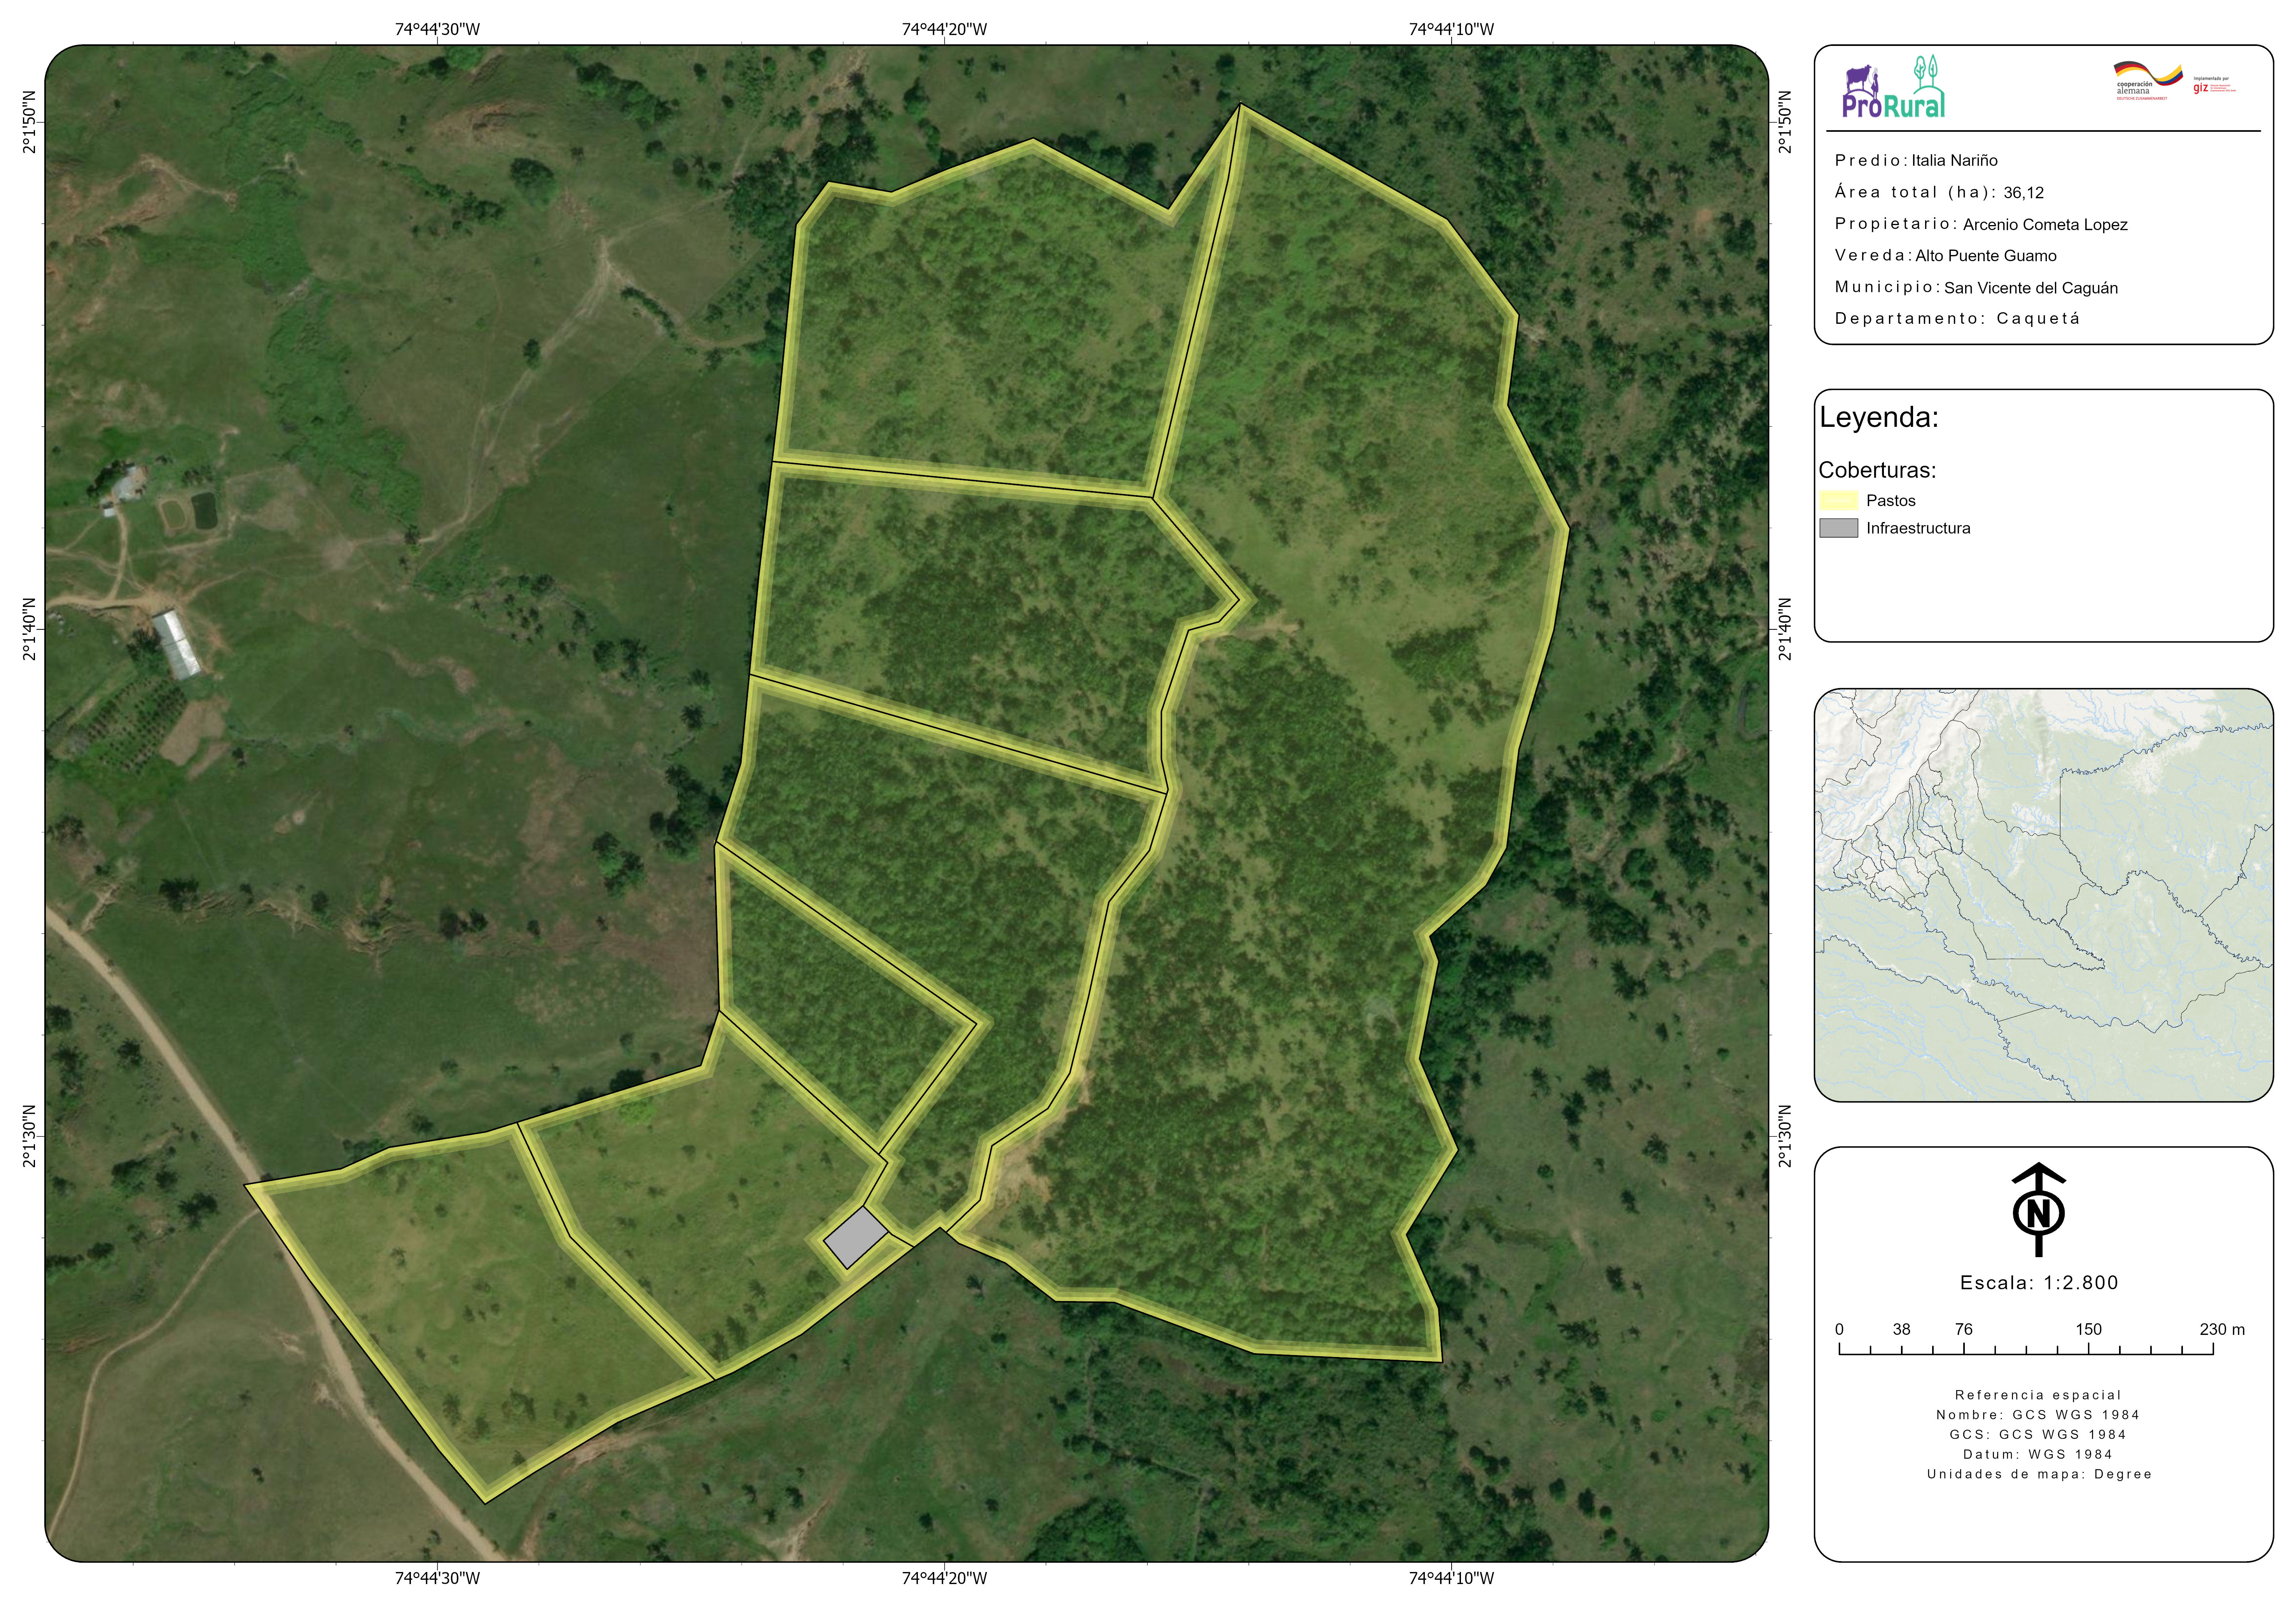 74°44'30"W 74°44'20"W 74°44'10"W
2°1'50"N 2°1'50"N
2°1'40"N 2°1'40"N
2°1'30"N 2°1'30"N
74°44'30"W 74°44'20"W 74°44'10"W
ProRural
cooperación
alemana
DEUTSCHE ZUSAMMENARBEIT
Implementada por
giz
Predio: Italia Nariño
Área total (ha): 36,12
Propietario: Arcenio Cometa Lopez
Vereda: Alto Puente Guamo
Municipio: San Vicente del Caguán
Departamento: Caquetá
Leyenda:
Coberturas:
Pastos
Infraestructura
N
Escala: 1:2.800
0 38 76 150 230 m
Referencia espacial
Nombre: GCS WGS 1984
GCS: GCS WGS 1984
Datum: WGS 1984
Unidades de mapa: Degree